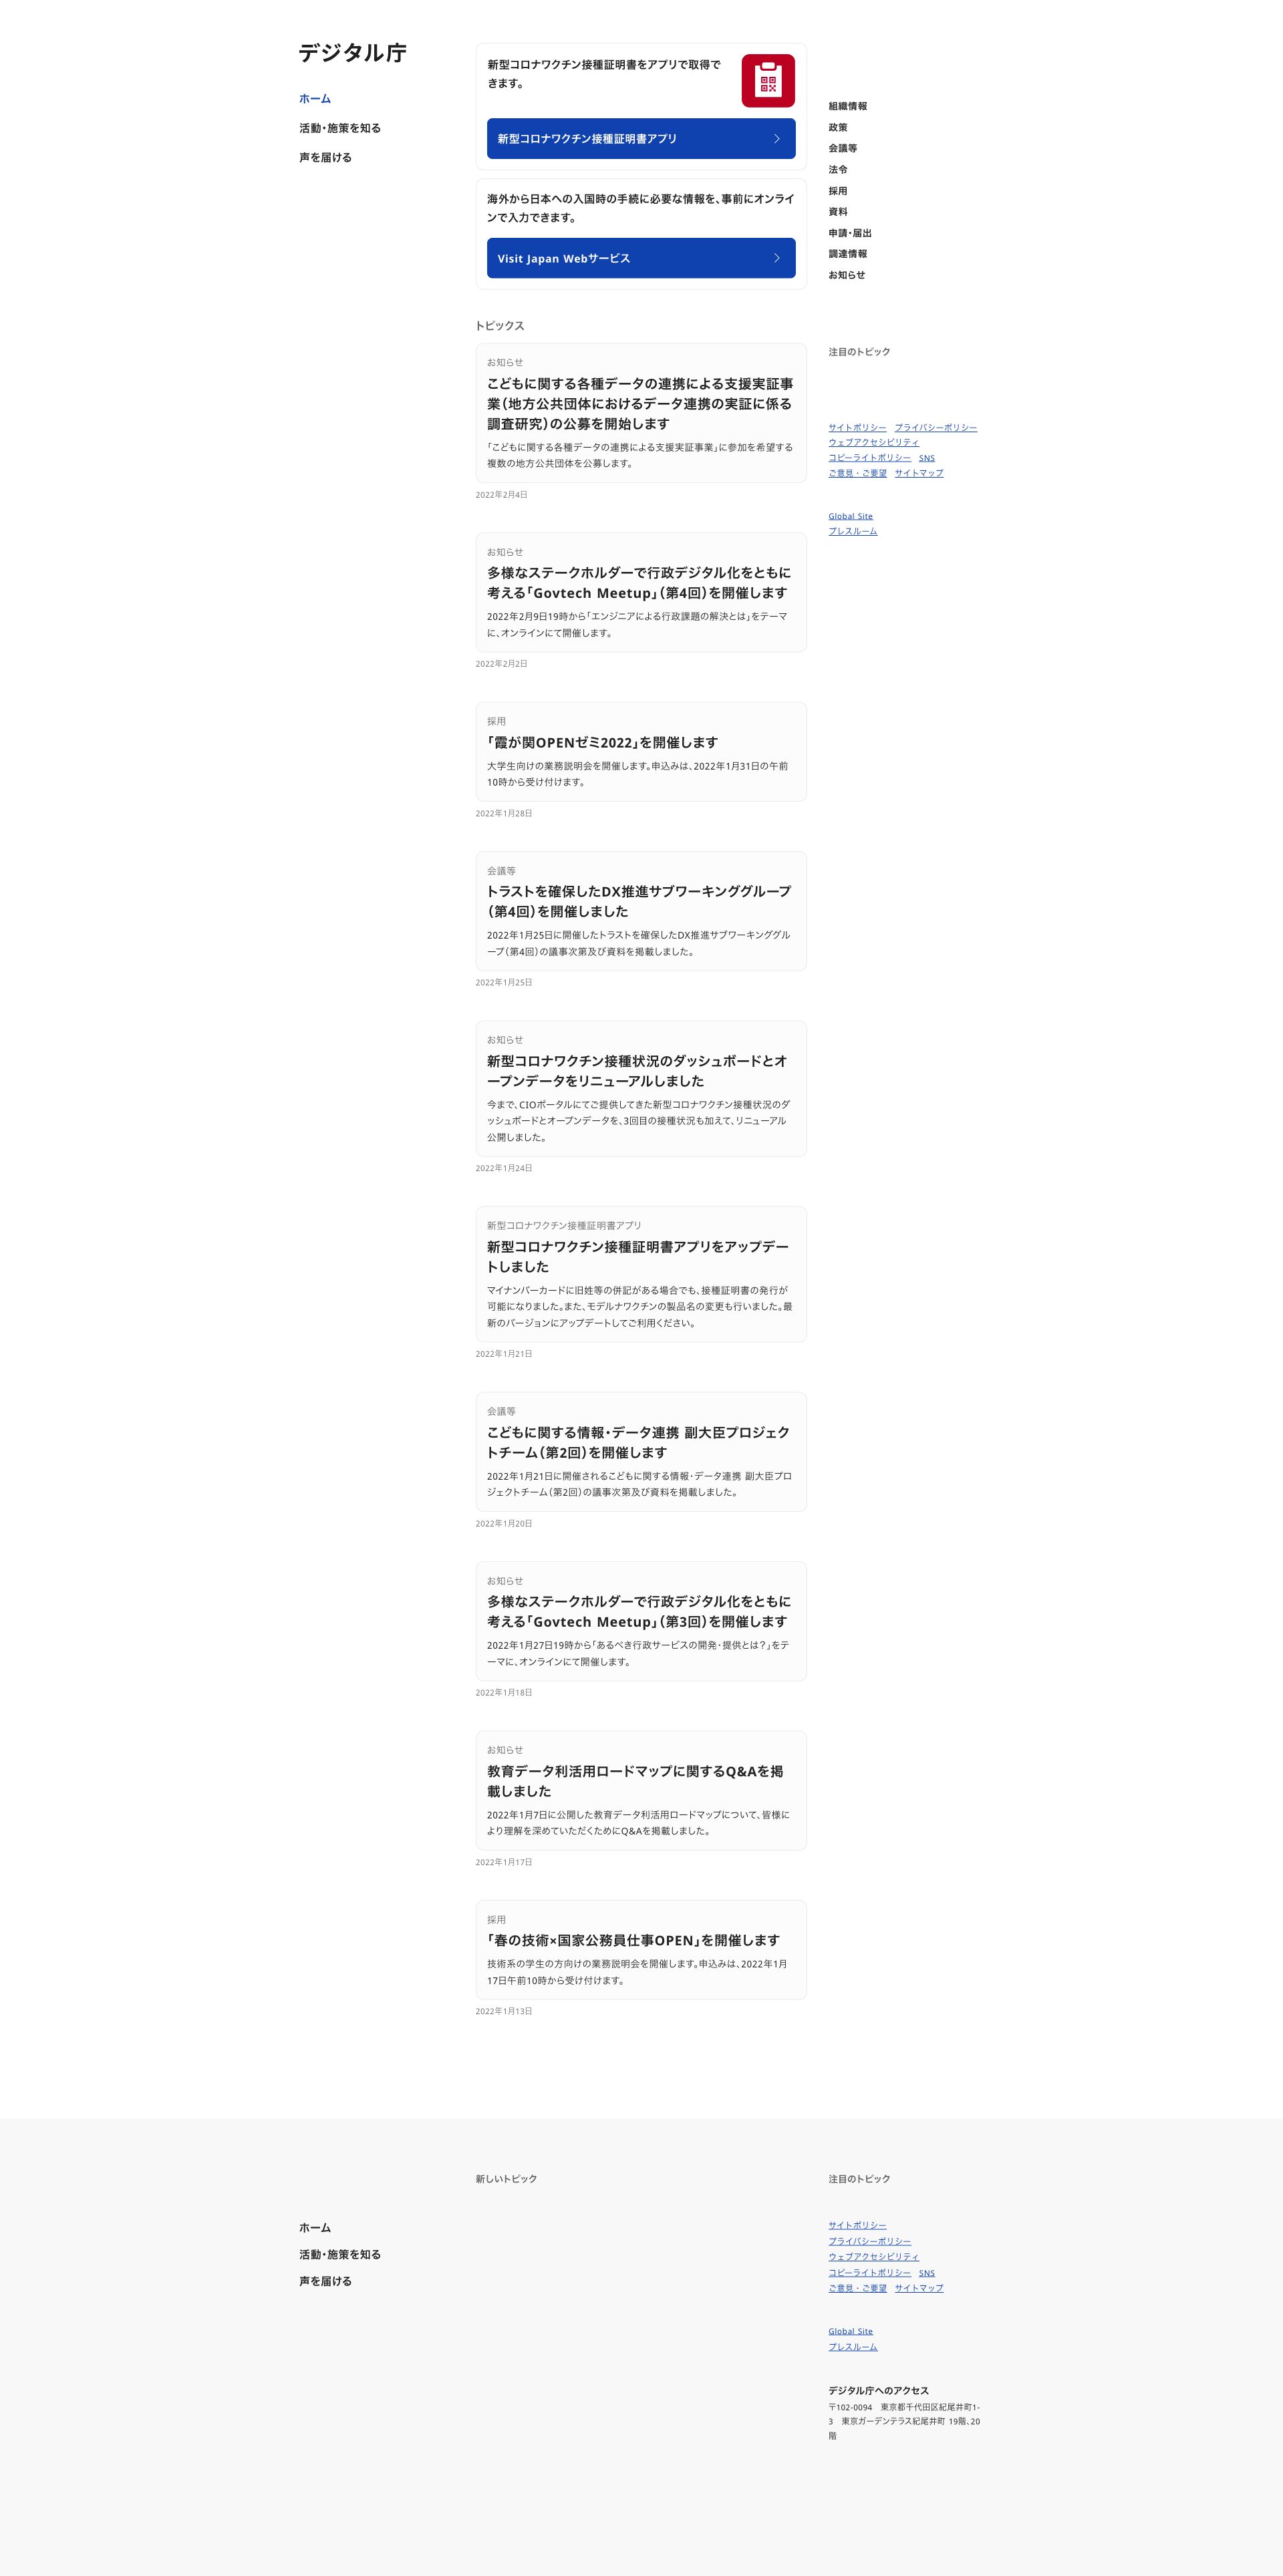 デジタル庁
ホーム
活動・施策を知る
声を届ける
新型コロナワクチン接種証明書をアプリで取得で
きます。
新型コロナワクチン接種証明書アプリ
海外から日本への入国時の手続に必要な情報を、事前にオンライ
ンで入力できます。
Visit Japan Webサービス
組織情報
政策
会議等
法令
採用
資料
申請・届出
調達情報
お知らせ
トピックス
お知らせ
こどもに関する各種データの連携による支援実証事
業（地方公共団体におけるデータ連携の実証に係る
調査研究）の公募を開始します
「こどもに関する各種データの連携による支援実証事業」に参加を希望する
複数の地方公共団体を公募します。
2022年2月4日
お知らせ
多様なステークホルダーで行政デジタル化をともに
考える「Govtech Meetup」（第4回）を開催します
2022年2月9日19時から「エンジニアによる行政課題の解決とは」をテーマ
に、オンラインにて開催します。
2022年2月2日
採用
「霞が関OPENゼミ2022」を開催します
大学生向けの業務説明会を開催します。申込みは、2022年1月31日の午前
10時から受け付けます。
2022年1月28日
会議等
トラストを確保したDX推進サブワーキンググループ
（第4回）を開催しました
2022年1月25日に開催したトラストを確保したDX推進サブワーキンググル
ープ（第4回）の議事次第及び資料を掲載しました。
2022年1月25日
お知らせ
新型コロナワクチン接種状況のダッシュボードとオ
ープンデータをリニューアルしました
今まで、CIOポータルにてご提供してきた新型コロナワクチン接種状況のダ
ッシュボードとオープンデータを、3回目の接種状況も加えて、リニューアル
公開しました。
2022年1月24日
新型コロナワクチン接種証明書アプリ
新型コロナワクチン接種証明書アプリをアップデー
トしました
マイナンバーカードに旧姓等の併記がある場合でも、接種証明書の発行が
可能になりました。また、モデルナワクチンの製品名の変更も行いました。最
新のバージョンにアップデートしてご利用ください。
2022年1月21日
会議等
こどもに関する情報・データ連携 副大臣プロジェク
トチーム（第2回）を開催します
2022年1月21日に開催されるこどもに関する情報・データ連携 副大臣プロ
ジェクトチーム（第2回）の議事次第及び資料を掲載しました。
2022年1月20日
お知らせ
多様なステークホルダーで行政デジタル化をともに
考える「Govtech Meetup」（第3回）を開催します
2022年1月27日19時から「あるべき行政サービスの開発・提供とは？」をテ
ーマに、オンラインにて開催します。
2022年1月18日
お知らせ
教育データ利活用ロードマップに関するQ&Aを掲
載しました
2022年1月7日に公開した教育データ利活用ロードマップについて、皆様に
より理解を深めていただくためにQ&Aを掲載しました。
2022年1月17日
採用
「春の技術×国家公務員仕事OPEN」を開催します
技術系の学生の方向けの業務説明会を開催します。申込みは、2022年1月
17日午前10時から受け付けます。
2022年1月13日
注目のトピック
サイトポリシー プライバシーポリシー
ウェブアクセシビリティ
コピーライトポリシー SNS
ご意見・ご要望 サイトマップ
Global Site
プレスルーム
ホーム
活動・施策を知る
声を届ける
新しいトピック
注目のトピック
サイトポリシー
プライバシーポリシー
ウェブアクセシビリティ
コピーライトポリシー SNS
ご意見・ご要望 サイトマップ
Global Site
プレスルーム
デジタル庁へのアクセス
〒102-0094　東京都千代田区紀尾井町1-
3　東京ガーデンテラス紀尾井町 19階、20
階